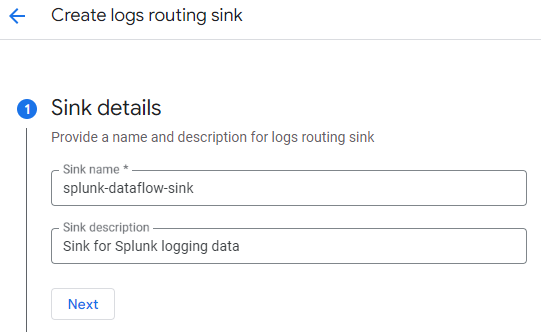 Create logs routing sink
1
Sink details
Provide a name and description for logs routing sink
Sink name *
splunk-dataflow-sink
Sink description
Sink for Splunk logging data
Next